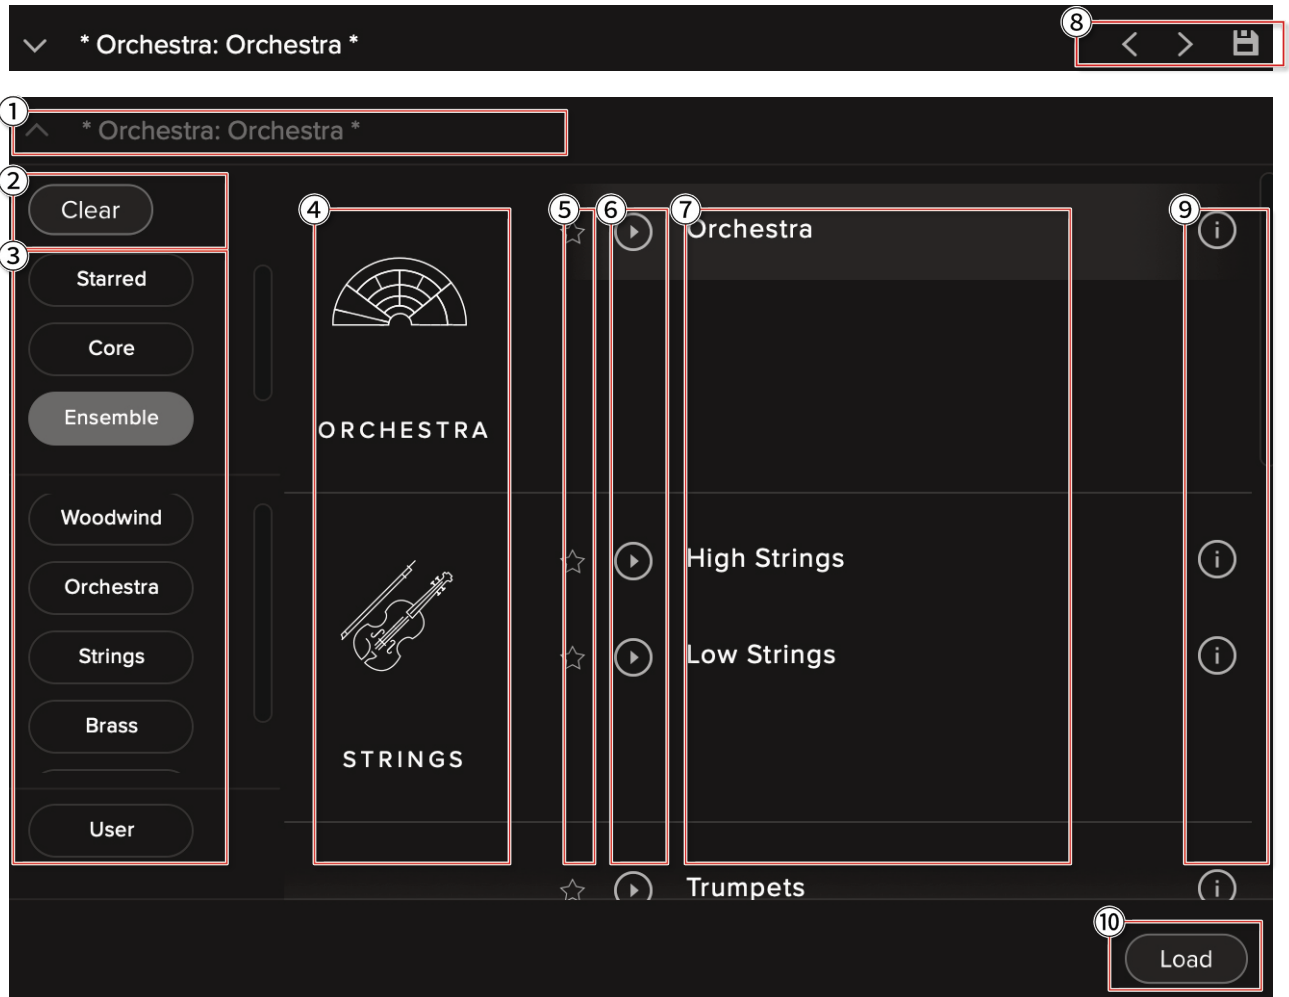 8
* Orchestra: Orchestra *
1
* Orchestra: Orchestra *
2
Clear
3
Starred
Core
Ensemble
Woodwind
Orchestra
Strings
Brass
User
4
ORCHESTRA
STRINGS
5
6
7
Orchestra
High Strings
Low Strings
Trumpets
9
i
i
i
i
10
Load